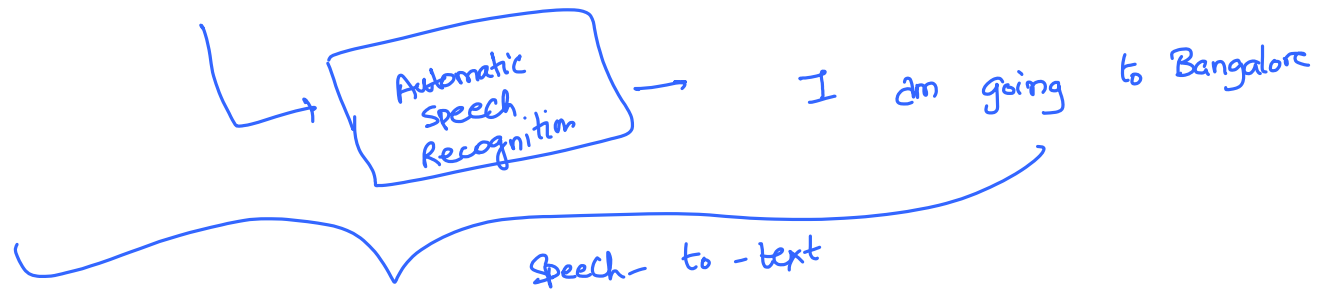 Automatic
speech
Recognition
I am going to Bangalore
Speech - to - text